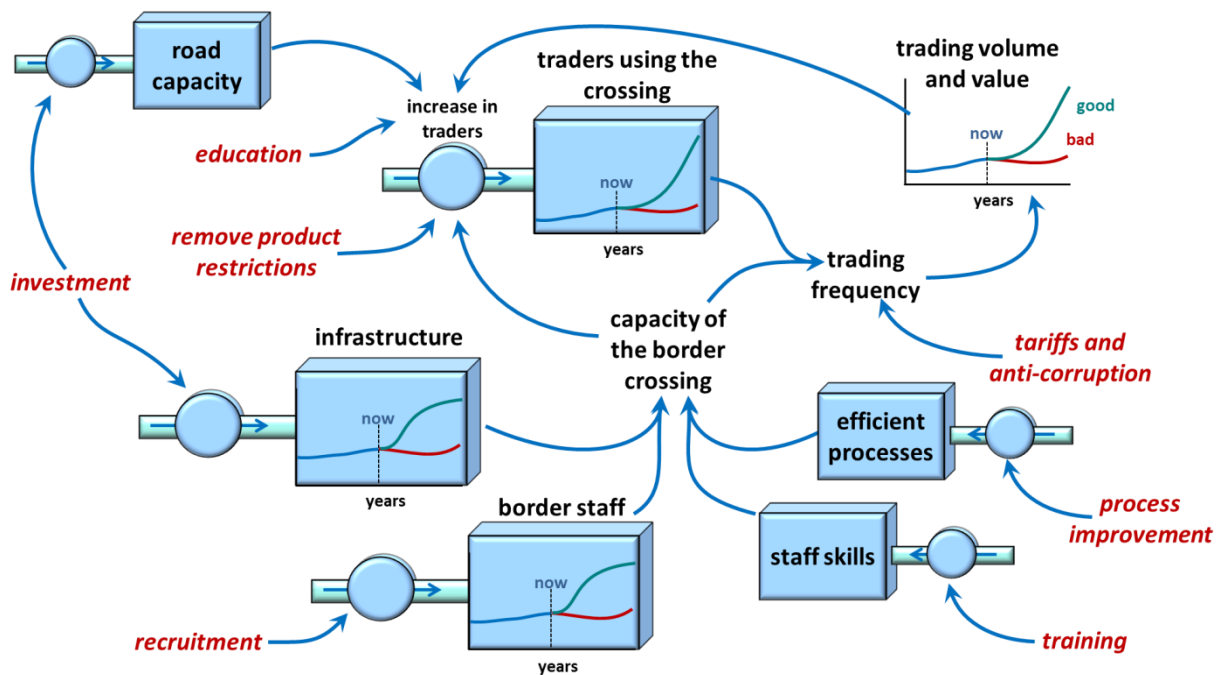 road
capacity
traders using the
crossing
trading volume
and value
good
bad
now
years
increase in
traders
education
now
years
remove product
restrictions
investment
trading
frequency
capacity of
the border
crossing
tariffs and
anti-corruption
infrastructure
now
years
efficient
processes
process
improvement
border staff
now
years
staff skills
recruitment
training